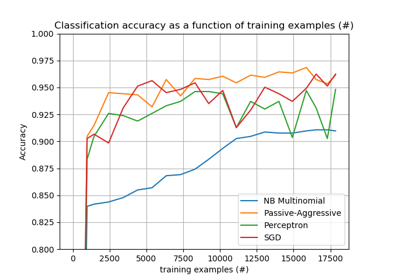 Classification accuracy as a function of training examples (#)
1.000
0.975
0.950
0.925
0.900
0.875
0.850
0.825
0.800
Accuracy
NB Multinomial
Passive-Aggressive
Perceptron
SGD
0 2500 5000 7500 10000 12500 15000 17500
training examples (#)